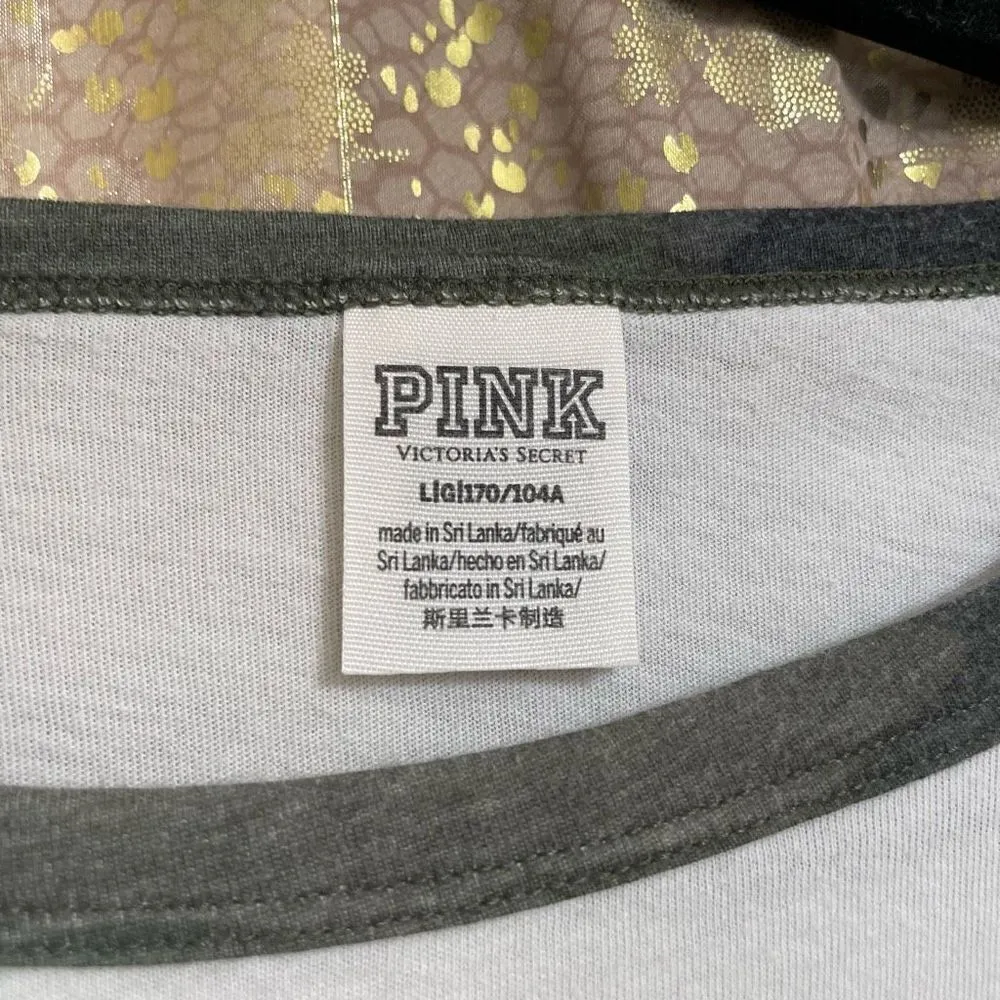 PINK
VICTORIA'S SECRET
L|G|170/104A
made in Sri Lanka/fabriqué au
Sri Lanka/hecho en Sri Lanka/
fabbricato in Sri Lanka/
斯里兰卡制造